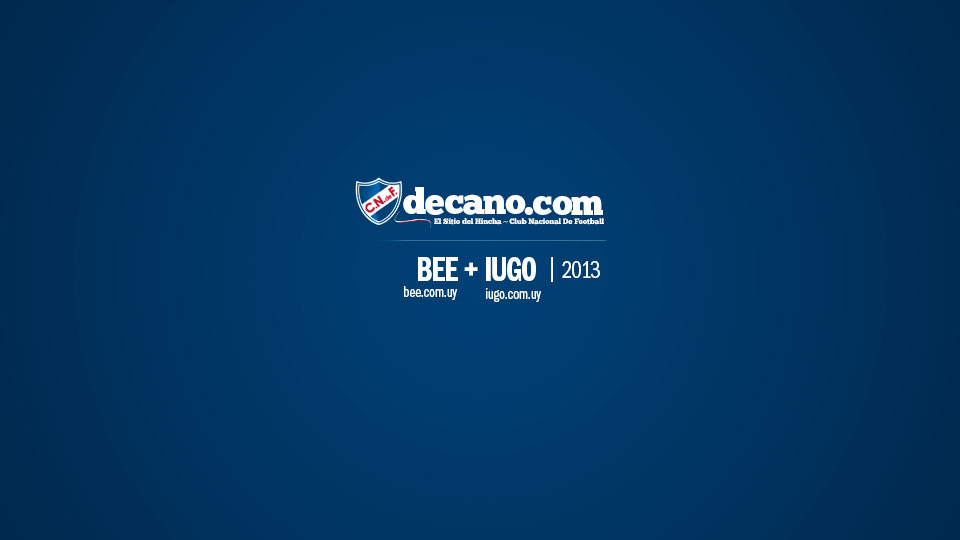 C.N.de F.
decano.com
El Sitio del Hincha - Club Nacional De Football
BEE + IUGO | 2013
bee.com.uy iugo.com.uy